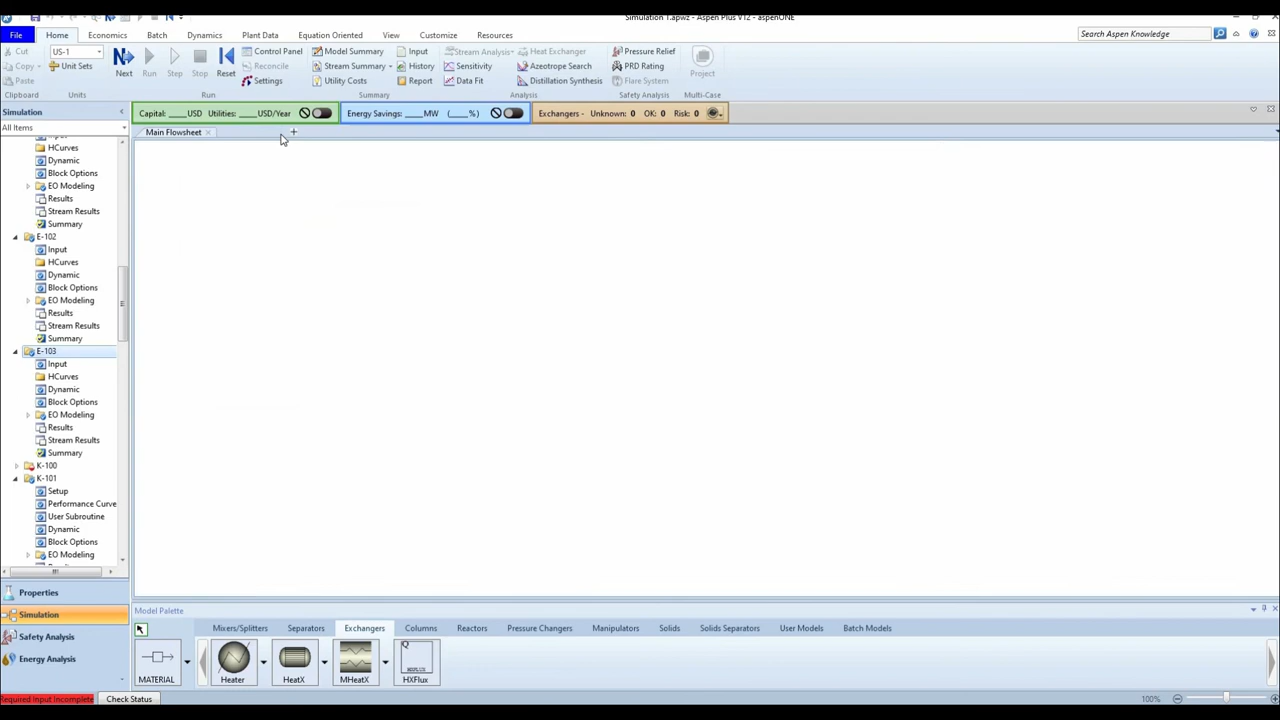 Simulation 1.apwz - Aspen Plus V12 - aspenONE
File Home Economics Batch Dynamics Plant Data Equation Oriented View Customize Resources Search Aspen Knowledge
Cut US-1 Control Panel Model Summary Input Stream Analysis Heat Exchanger Pressure Relief
Copy Unit Sets Next Run Step Stop Reset Reconcile Stream Summary History Sensitivity Azeotrope Search PRD Rating Project
Paste Settings Utility Costs Report Data Fit Distillation Synthesis Flare System
Clipboard Units Run Summary Analysis Safety Analysis Multi-Case
Simulation
Capital: ____USD Utilities: ____USD/Year Energy Savings: ____MW (____%) Exchangers - Unknown: 0 OK: 0 Risk: 0
All Items
Main Flowsheet
HCurves
Dynamic
Block Options
EO Modeling
Results
Stream Results
Summary
E-102
Input
HCurves
Dynamic
Block Options
EO Modeling
Results
Stream Results
Summary
E-103
Input
HCurves
Dynamic
Block Options
EO Modeling
Results
Stream Results
Summary
K-100
K-101
Setup
Performance Curve
User Subroutine
Dynamic
Block Options
EO Modeling
Properties
Simulation
Safety Analysis
Energy Analysis
Model Palette
Mixers/Splitters Separators Exchangers Columns Reactors Pressure Changers Manipulators Solids Solids Separators User Models Batch Models
MATERIAL Heater HeatX MHeatX HXFlux
Required Input Incomplete Check Status 100%